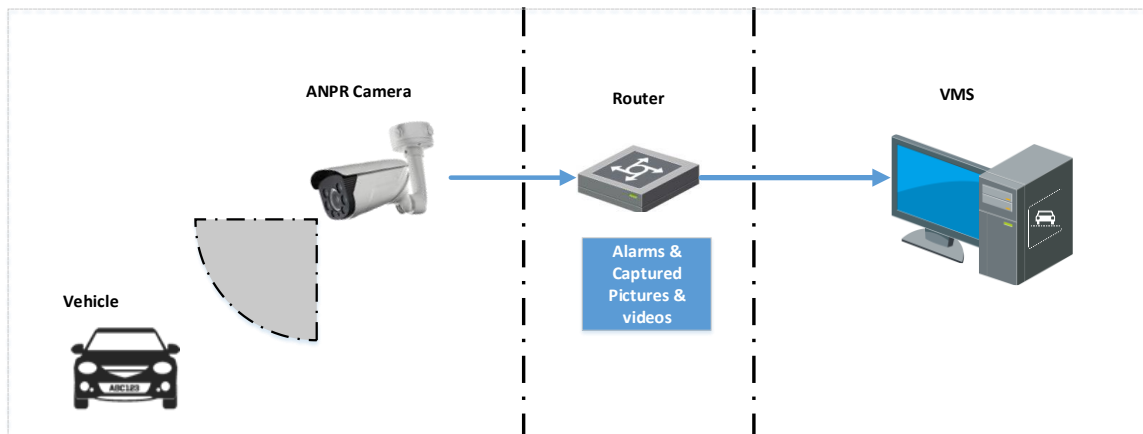 ANPR Camera
Router
VMS
Alarms &
Captured
Pictures &
videos
Vehicle
ABC123